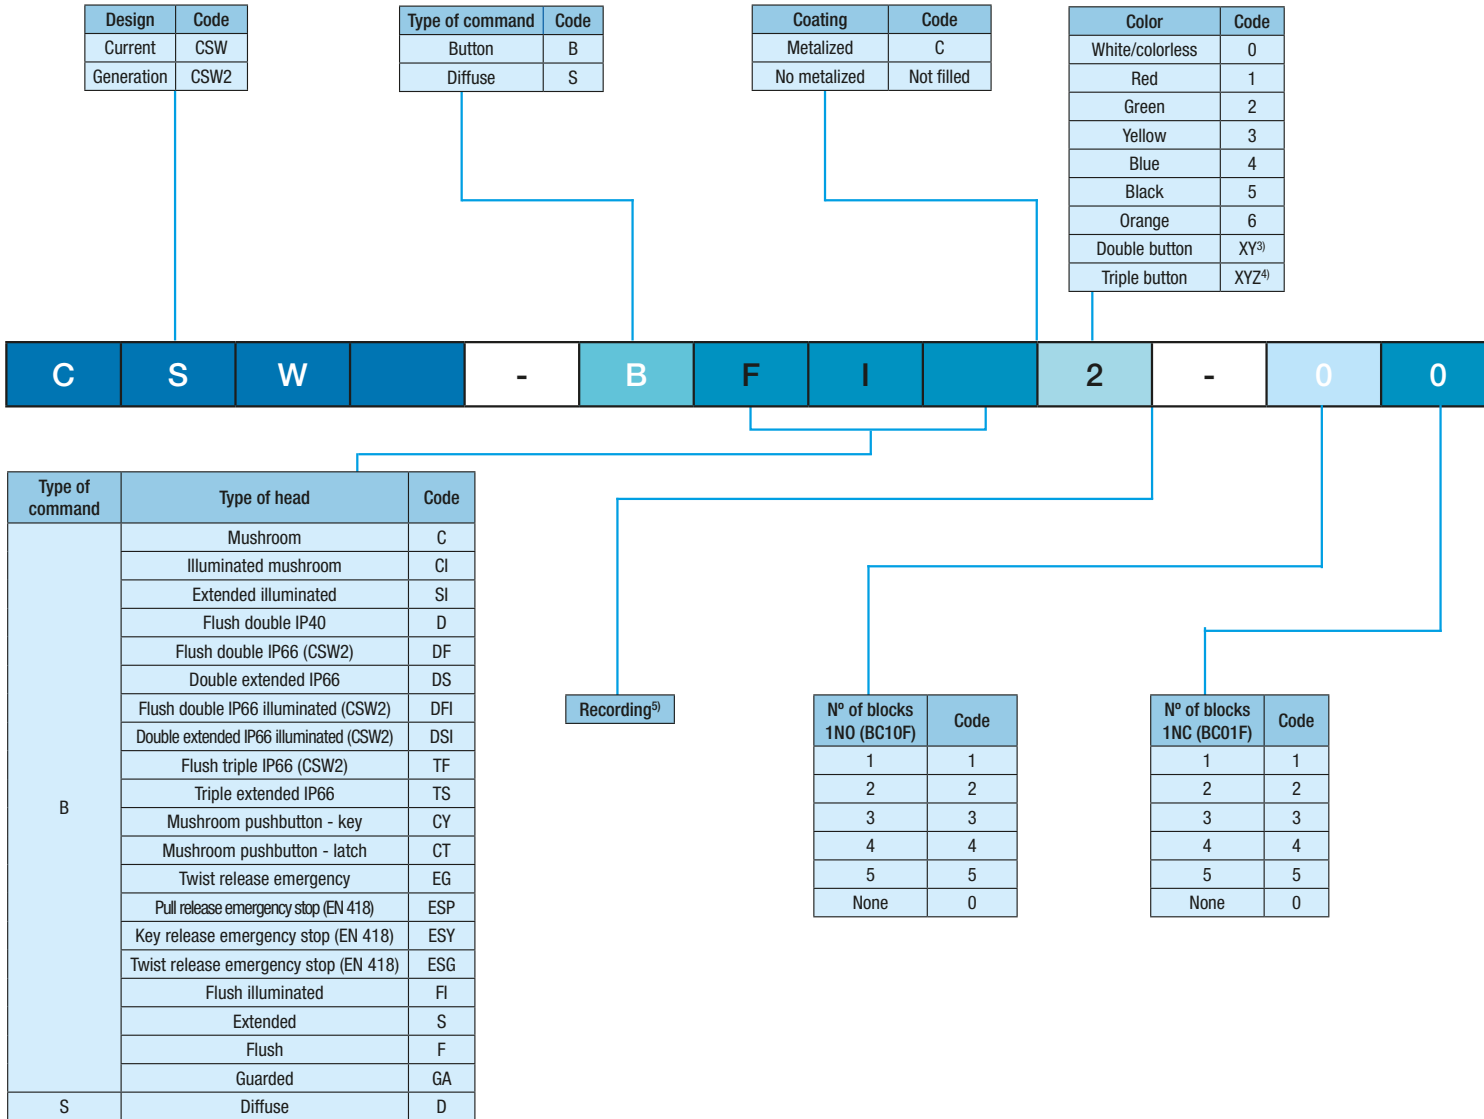 Design Code
Current CSW
Generation CSW2
Type of command Code
Button B
Diffuse S
Coating Code
Metalized C
No metalized Not filled
Color Code
White/colorless 0
Red 1
Green 2
Yellow 3
Blue 4
Black 5
Orange 6
Double button XY3)
Triple button XYZ4)
C S W - B F I 2 - 0 0
Type of
command Type of head Code
B
Mushroom C
Illuminated mushroom CI
Extended illuminated SI
Flush double IP40 D
Flush double IP66 (CSW2) DF
Double extended IP66 DS
Flush double IP66 illuminated (CSW2) DFI
Double extended IP66 illuminated (CSW2) DSI
Flush triple IP66 (CSW2) TF
Triple extended IP66 TS
Mushroom pushbutton - key CY
Mushroom pushbutton - latch CT
Twist release emergency EG
Pull release emergency stop (EN 418) ESP
Key release emergency stop (EN 418) ESY
Twist release emergency stop (EN 418) ESG
Flush illuminated FI
Extended S
Flush F
Guarded GA
S Diffuse D
Recording5)
Nº of blocks
1NO (BC10F) Code
1 1
2 2
3 3
4 4
5 5
None 0
Nº of blocks
1NC (BC01F) Code
1 1
2 2
3 3
4 4
5 5
None 0